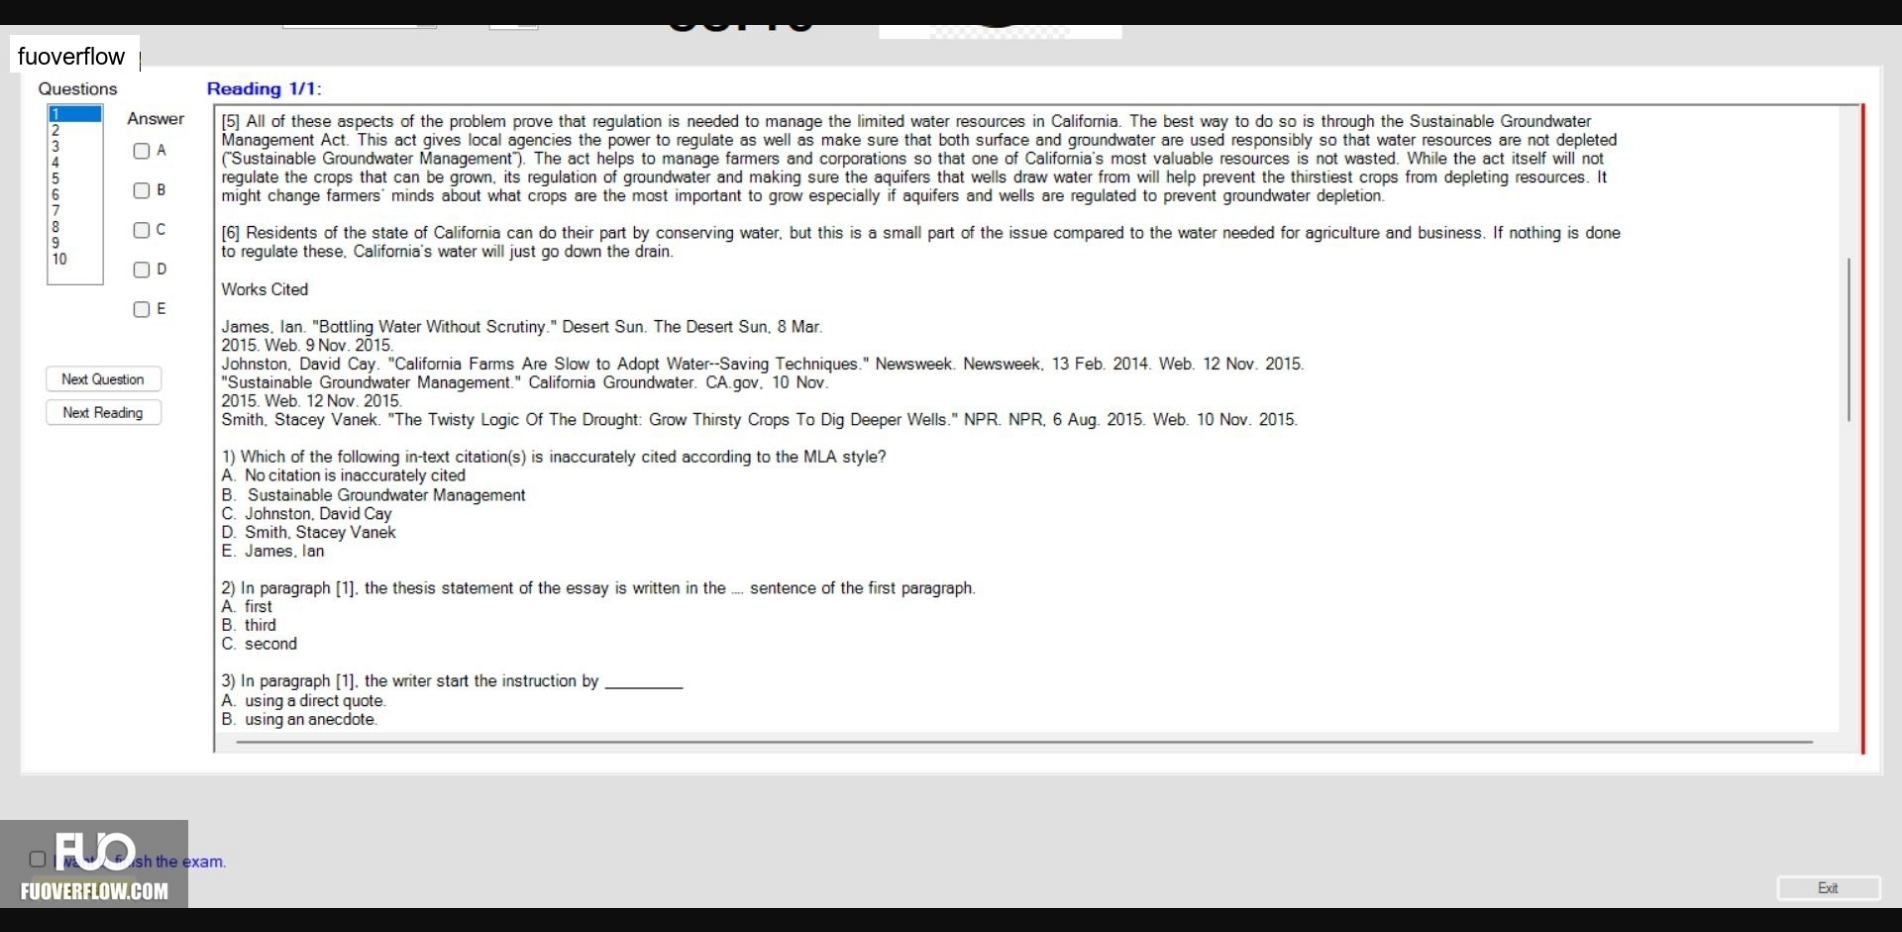 fuoverflow
Questions
Reading 1/1:
1
2
3
4
5
6
7
8
9
10
Answer
A
B
C
D
E
Next Question
Next Reading
[5] All of these aspects of the problem prove that regulation is needed to manage the limited water resources in California. The best way to do so is through the Sustainable Groundwater
Management Act. This act gives local agencies the power to regulate as well as make sure that both surface and groundwater are used responsibly so that water resources are not depleted
("Sustainable Groundwater Management"). The act helps to manage farmers and corporations so that one of California's most valuable resources is not wasted. While the act itself will not
regulate the crops that can be grown, its regulation of groundwater and making sure the aquifers that wells draw water from will help prevent the thirstiest crops from depleting resources. It
might change farmers' minds about what crops are the most important to grow especially if aquifers and wells are regulated to prevent groundwater depletion.
[6] Residents of the state of California can do their part by conserving water, but this is a small part of the issue compared to the water needed for agriculture and business. If nothing is done
to regulate these, California's water will just go down the drain.
Works Cited
James, Ian. "Bottling Water Without Scrutiny." Desert Sun. The Desert Sun, 8 Mar.
2015. Web. 9 Nov. 2015.
Johnston, David Cay. "California Farms Are Slow to Adopt Water--Saving Techniques." Newsweek. Newsweek, 13 Feb. 2014. Web. 12 Nov. 2015.
"Sustainable Groundwater Management." California Groundwater. CA.gov, 10 Nov.
2015. Web. 12 Nov. 2015.
Smith, Stacey Vanek. "The Twisty Logic Of The Drought: Grow Thirsty Crops To Dig Deeper Wells." NPR. NPR, 6 Aug. 2015. Web. 10 Nov. 2015.
1) Which of the following in-text citation(s) is inaccurately cited according to the MLA style?
A. No citation is inaccurately cited
B. Sustainable Groundwater Management
C. Johnston, David Cay
D. Smith, Stacey Vanek
E. James, Ian
2) In paragraph [1], the thesis statement of the essay is written in the .... sentence of the first paragraph.
A. first
B. third
C. second
3) In paragraph [1], the writer start the instruction by __________
A. using a direct quote.
B. using an anecdote.
FUO
the exam.
FUOVERFLOW.COM
Exit